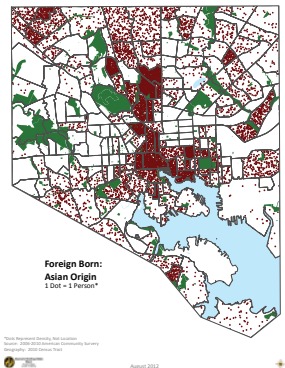 Foreign Born:
Asian Origin
1 Dot = 1 Person*
*Dots Represent Density, Not Location
Source: 2006-2010 American Community Survey,
Geography: 2010 Census Tract
August 2012